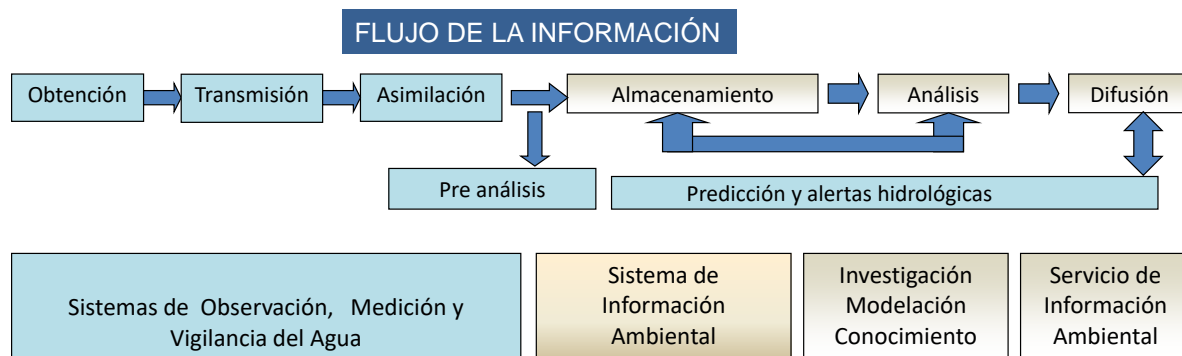 FLUJO DE LA INFORMACIÓN
Obtención
Transmisión
Asimilación
Almacenamiento
Análisis
Difusión
Pre análisis
Predicción y alertas hidrológicas
Sistemas de Observación, Medición y
Vigilancia del Agua
Sistema de
Información
Ambiental
Investigación
Modelación
Conocimiento
Servicio de
Información
Ambiental